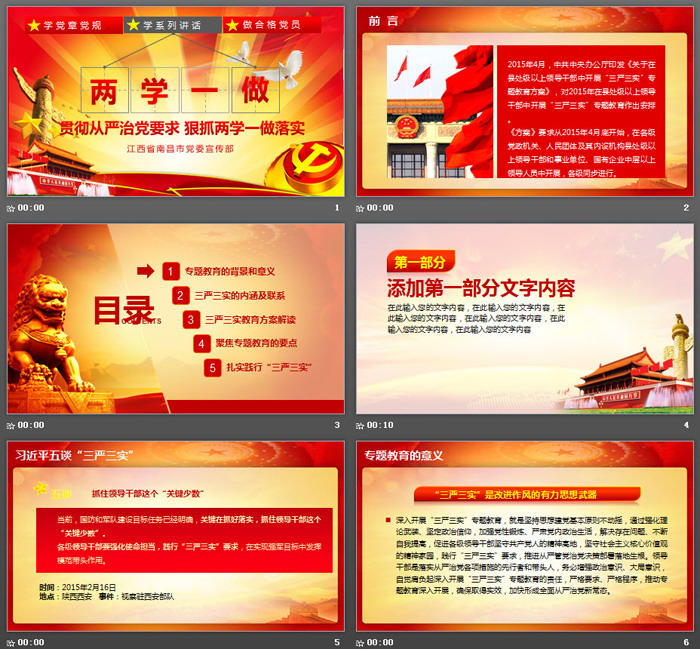 学党章党规
学系列讲话
做合格党员
两学一做
贯彻从严治党要求 狠抓两学一做落实
江西省南昌市党委宣传部
00:00
1
前 言
2015年4月，中共中央办公厅印发《关于在
县处级以上领导干部中开展“三严三实”专
题教育方案》，对2015年在县处级以上领导
干部中开展“三严三实”专题教育作出安排
。
《方案》要求从2015年4月底开始，在各级
党政机关、人民团体及其内设机构县处级以
上领导干部和事业单位、国有企业中层以上
领导人员中开展，各级同步进行。
00:00
2
目录
CONTENTS
1 专题教育的背景和意义
2 三严三实的内涵及联系
3 三严三实教育方案解读
4 聚焦专题教育的要点
5 扎实践行“三严三实”
00:00
3
第一部分
添加第一部分文字内容
在此输入您的文字内容，在此输入您的文字内容，在
此输入您的文字内容，在此输入您的文字内容，在此
输入您的文字内容，在此输入您的文字内容
00:10
4
习近平五谈“三严三实”
五谈
抓住领导干部这个“关键少数”
当前，国防和军队建设目标任务已经明确，关键在抓好落实，抓住领导干部这个
“关键少数”。
各级领导干部要强化使命担当，践行“三严三实”要求，在实现强军目标中发挥
模范带头作用。
时间：2015年2月16日
地点：陕西西安 事件：视察驻西安部队
00:00
5
专题教育的意义
“三严三实”是改进作风的有力思想武器
深入开展“三严三实”专题教育，就是坚持思想建党基本原则不动摇，通过强化理
论武装、坚定政治信仰，加强党性锻炼、严肃党内政治生活，解决存在问题、不断
自我提高，促进各级领导干部坚守共产党人的精神高地，坚守社会主义核心价值观
的精神家园，践行“三严三实”要求，推进从严管党治党决策部署落地生根。领导
干部是落实从严治党各项措施的先行者和带头人，务必增强政治意识、大局意识，
自觉肩负起深入开展“三严三实”专题教育的责任，严格要求、严格程序，推动专
题教育深入开展，确保取得实效，加快形成全面从严治党新常态。
00:00
6